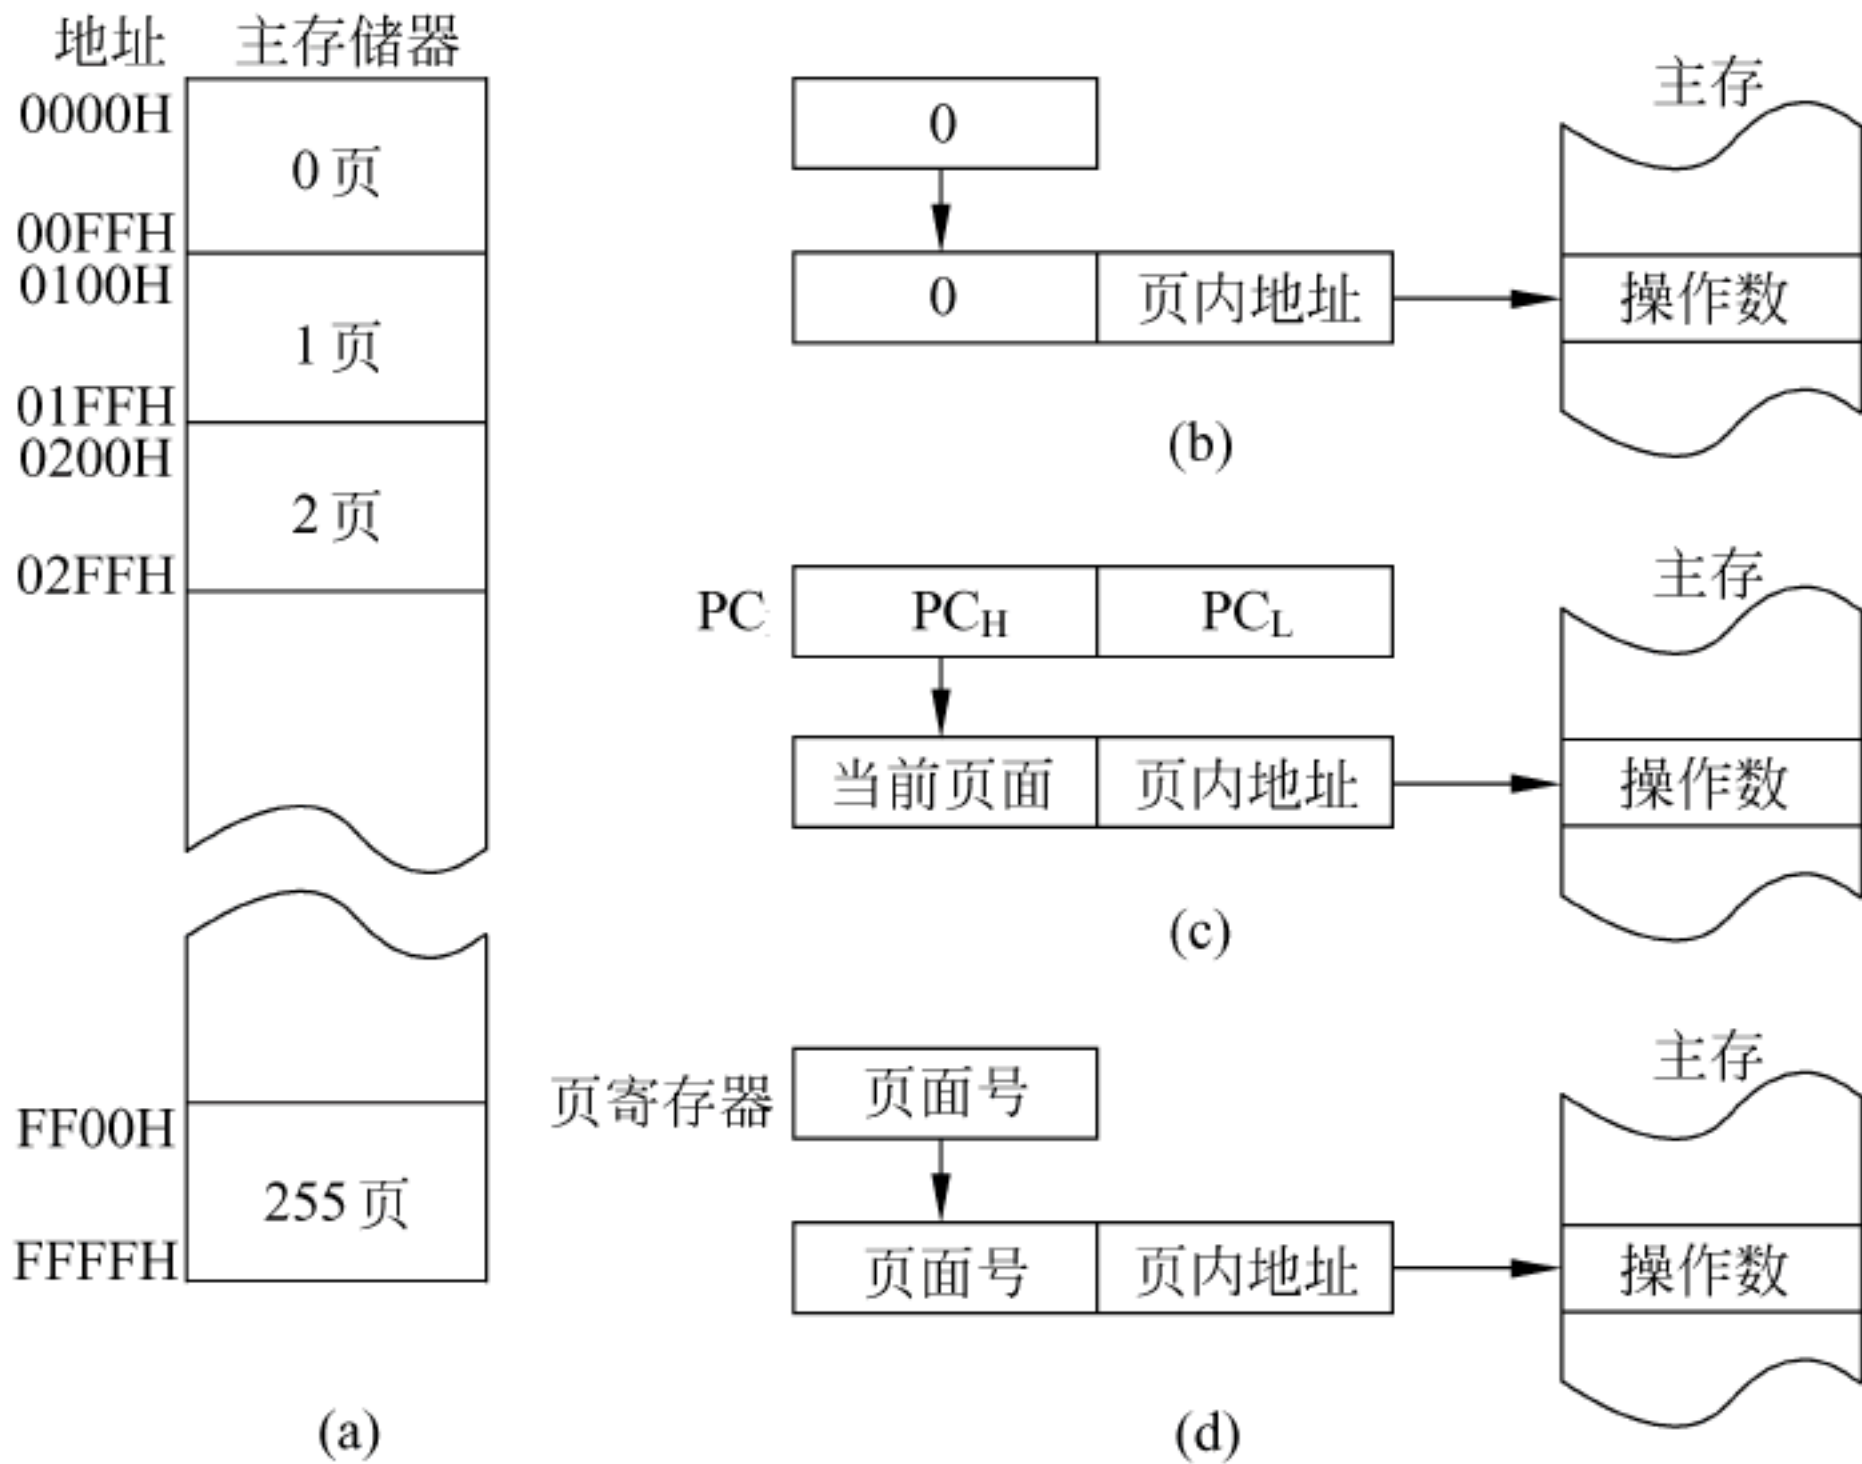 地址 主存储器
0000H
0页
00FFH
0100H
1页
01FFH
0200H
2页
02FFH
FF00H
255页
FFFFH
(a)
0
主存
0 页内地址 操作数
(b)
主存
PC PCH PCL
当前页面 页内地址 操作数
(c)
主存
页寄存器 页面号
页面号 页内地址 操作数
(d)